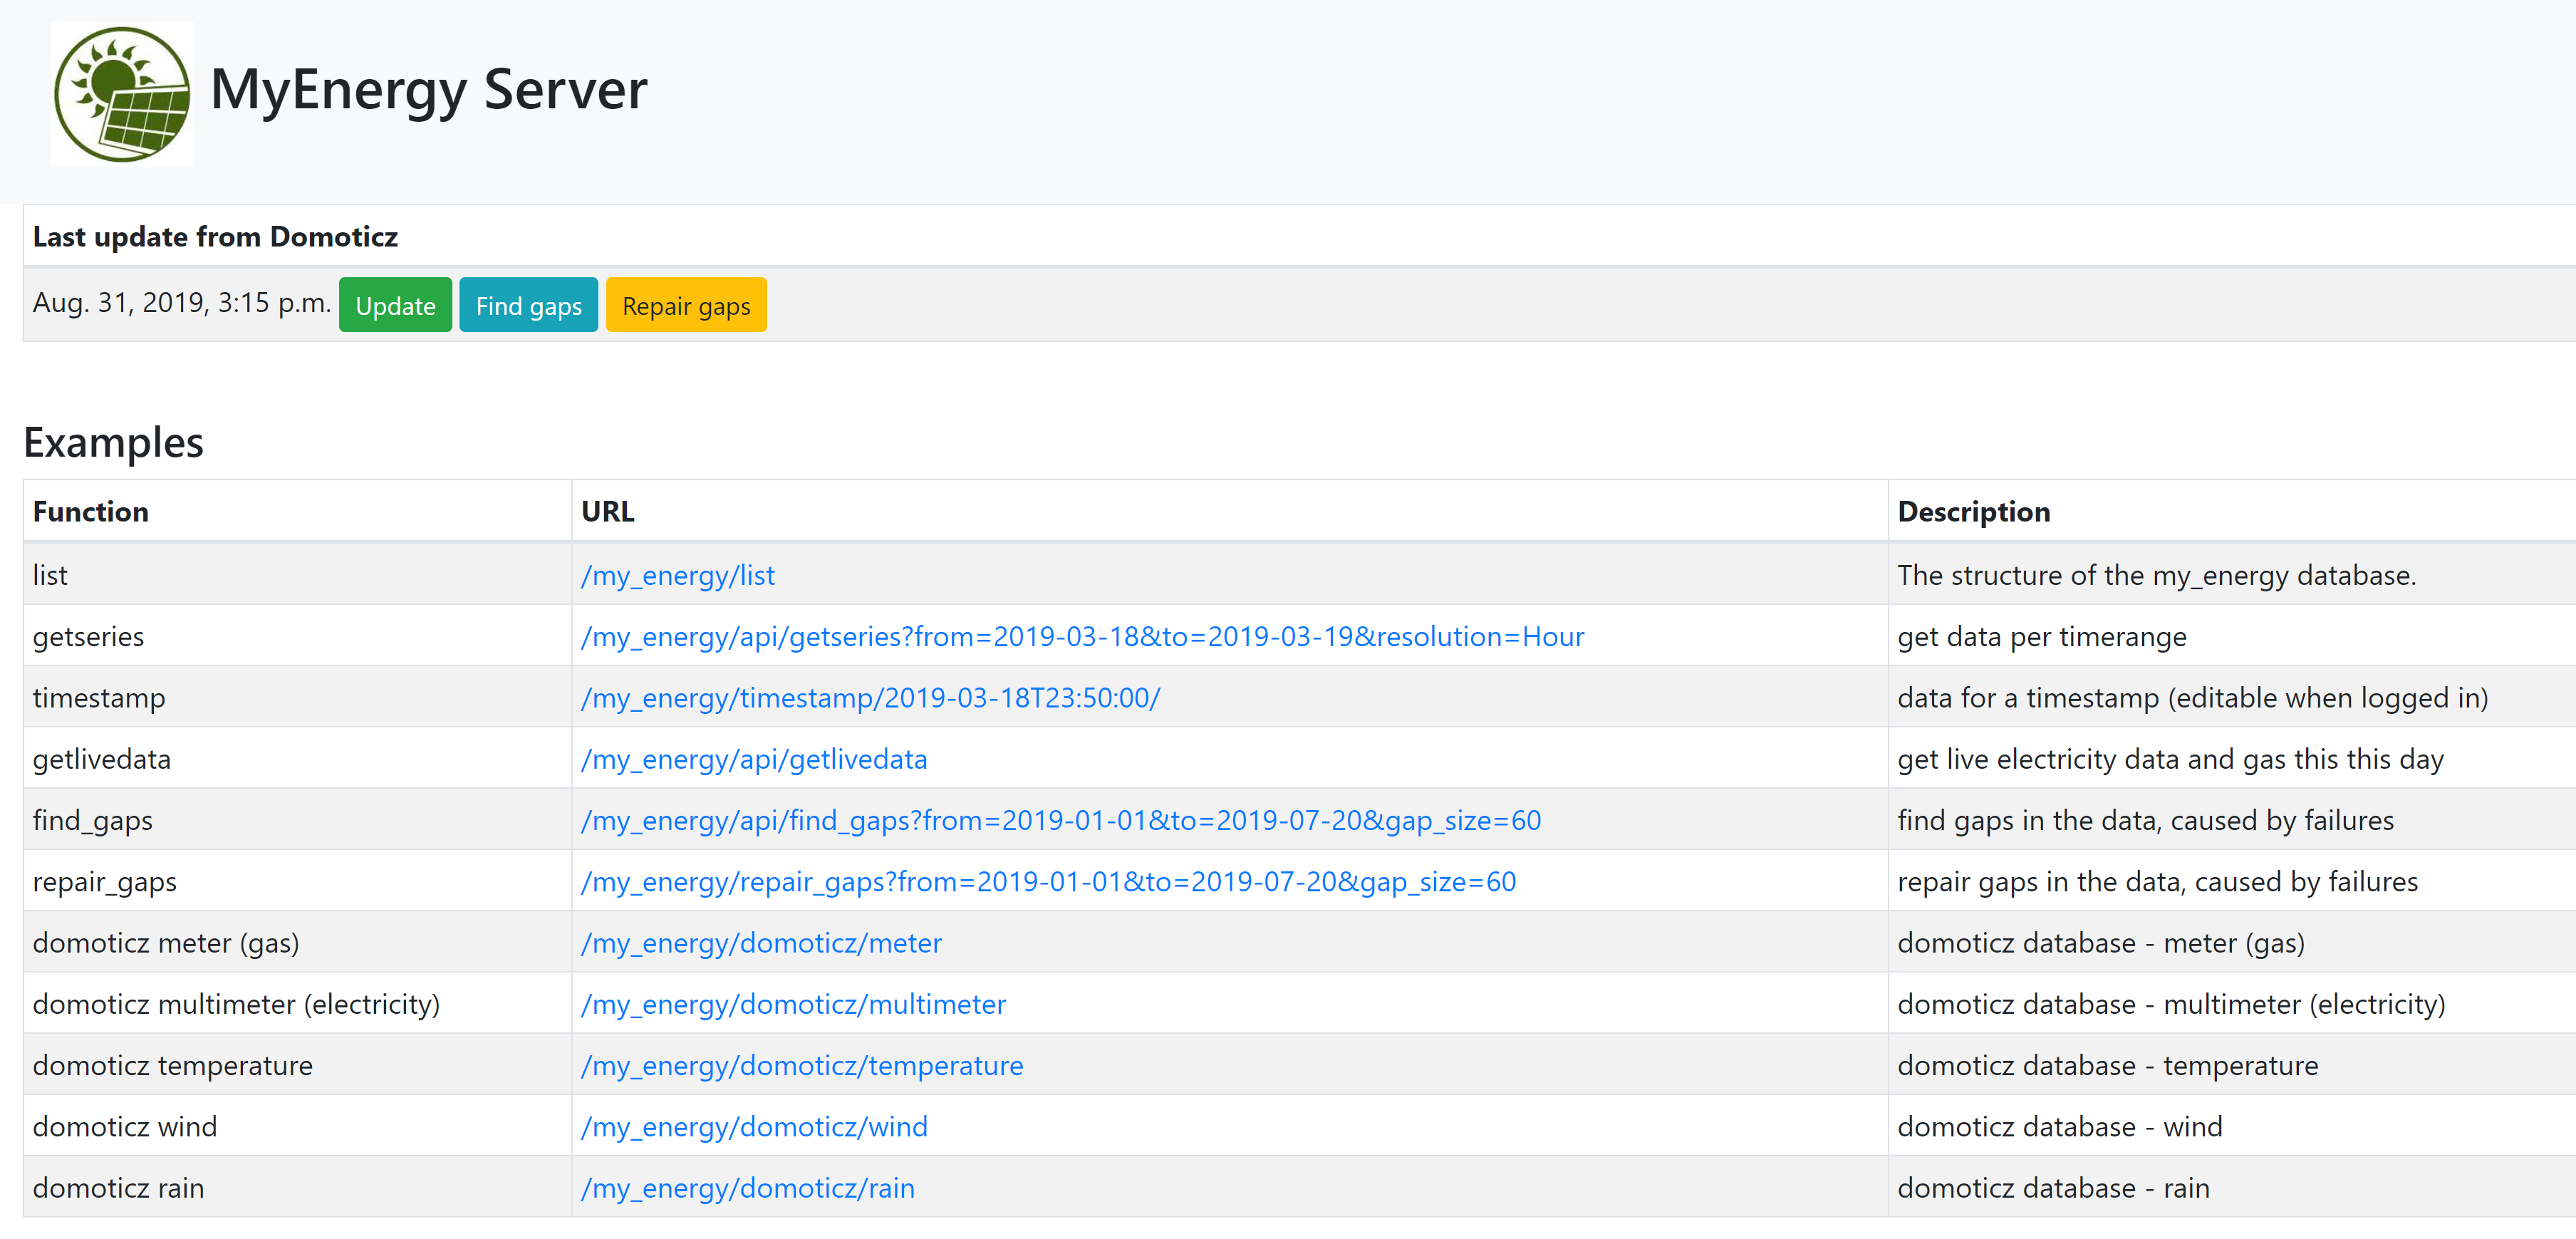 MyEnergy Server
Last update from Domoticz
Aug. 31, 2019, 3:15 p.m. Update Find gaps Repair gaps
Examples
Function URL Description
list /my_energy/list The structure of the my_energy database.
getseries /my_energy/api/getseries?from=2019-03-18&to=2019-03-19&resolution=Hour get data per timerange
timestamp /my_energy/timestamp/2019-03-18T23:50:00/ data for a timestamp (editable when logged in)
getlivedata /my_energy/api/getlivedata get live electricity data and gas this this day
find_gaps /my_energy/api/find_gaps?from=2019-01-01&to=2019-07-20&gap_size=60 find gaps in the data, caused by failures
repair_gaps /my_energy/repair_gaps?from=2019-01-01&to=2019-07-20&gap_size=60 repair gaps in the data, caused by failures
domoticz meter (gas) /my_energy/domoticz/meter domoticz database - meter (gas)
domoticz multimeter (electricity) /my_energy/domoticz/multimeter domoticz database - multimeter (electricity)
domoticz temperature /my_energy/domoticz/temperature domoticz database - temperature
domoticz wind /my_energy/domoticz/wind domoticz database - wind
domoticz rain /my_energy/domoticz/rain domoticz database - rain